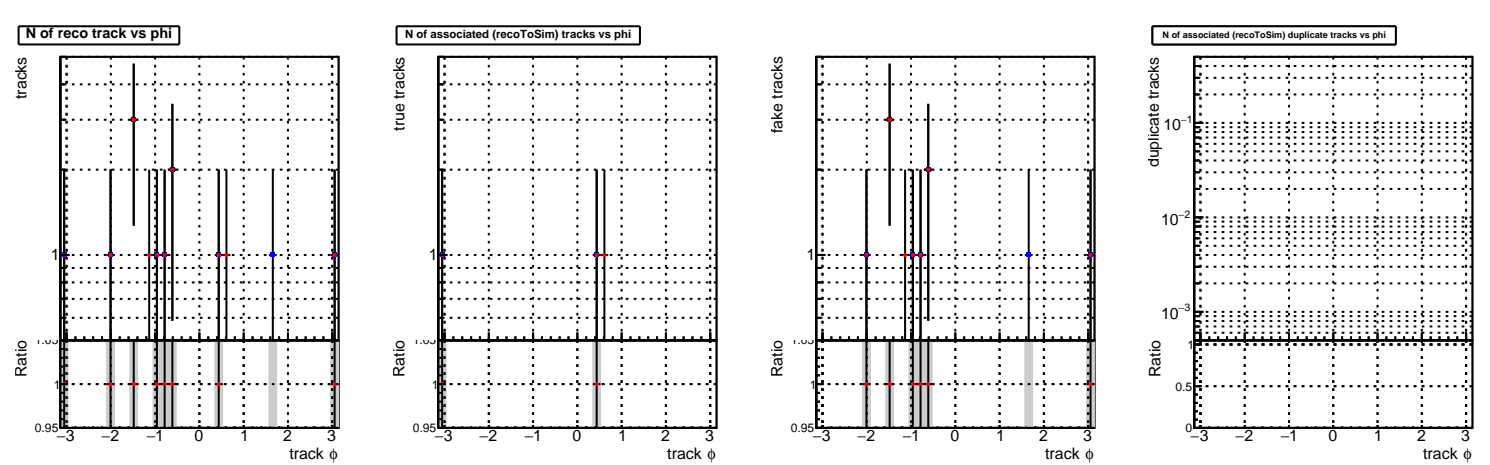 N of reco track vs phi
tracks
1
Ratio
1.05
1
0.95
−3 −2 −1 0 1 2 3
track ϕ
N of associated (recoToSim) tracks vs phi
true tracks
1
Ratio
1.05
1
0.95
−3 −2 −1 0 1 2 3
track ϕ
fake tracks
1
Ratio
1.05
1
0.95
−3 −2 −1 0 1 2 3
track ϕ
N of associated (recoToSim) duplicate tracks vs phi
duplicate tracks
10⁻¹
10⁻²
10⁻³
Ratio
1
0.5
0
−3 −2 −1 0 1 2 3
track ϕ